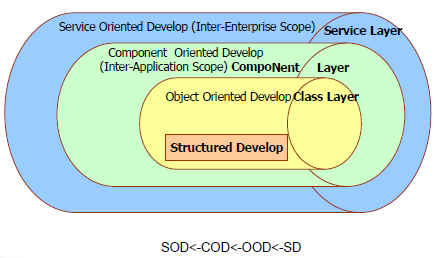 Service Oriented Develop (Inter-Enterprise Scope)
Service Layer
Component Oriented Develop
(Inter-Application Scope) CompoNent Layer
Object Oriented Develop Class Layer
Structured Develop
SOD<-COD<-OOD<-SD